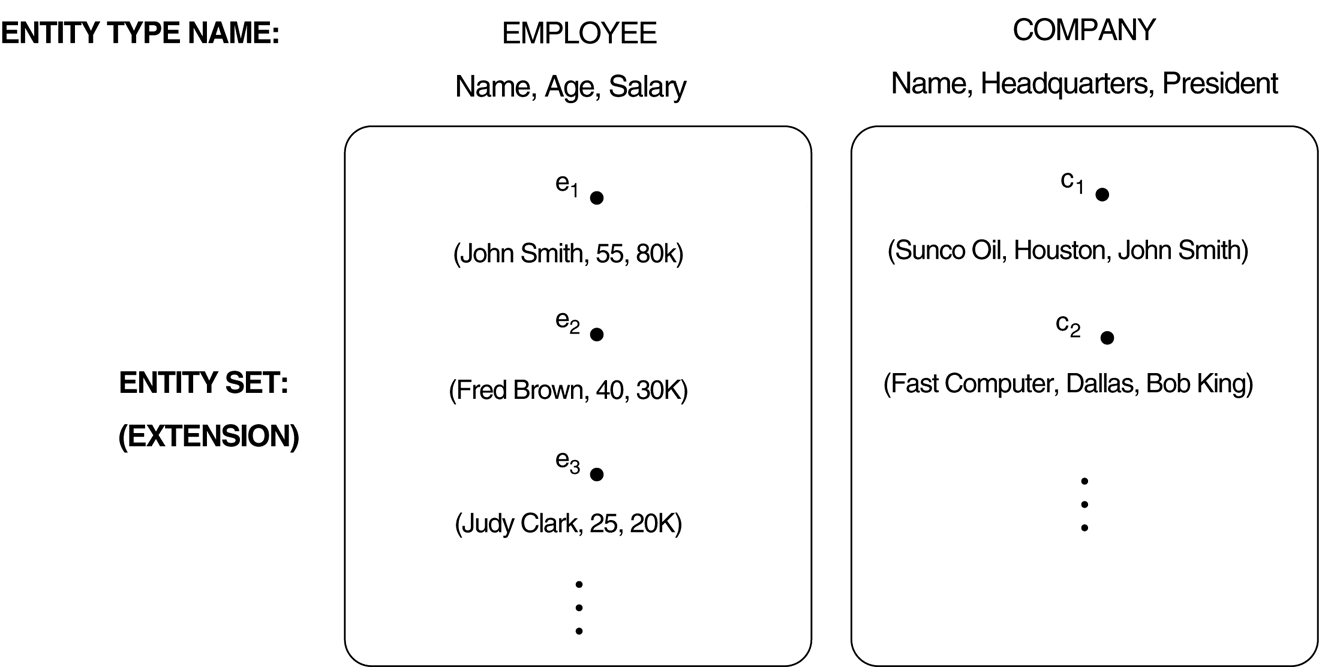 ENTITY TYPE NAME:
EMPLOYEE
COMPANY
Name, Age, Salary
Name, Headquarters, President
e1
(John Smith, 55, 80k)
e2
(Fred Brown, 40, 30K)
e3
(Judy Clark, 25, 20K)
c1
(Sunco Oil, Houston, John Smith)
c2
(Fast Computer, Dallas, Bob King)
ENTITY SET:
(EXTENSION)